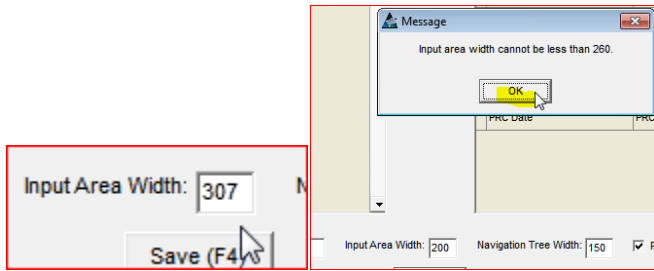 Message
Input area width cannot be less than 260.
OK
PRC Date PRC
Input Area Width: 307 N
Save (F4)
Input Area Width: 200 Navigation Tree Width: 150